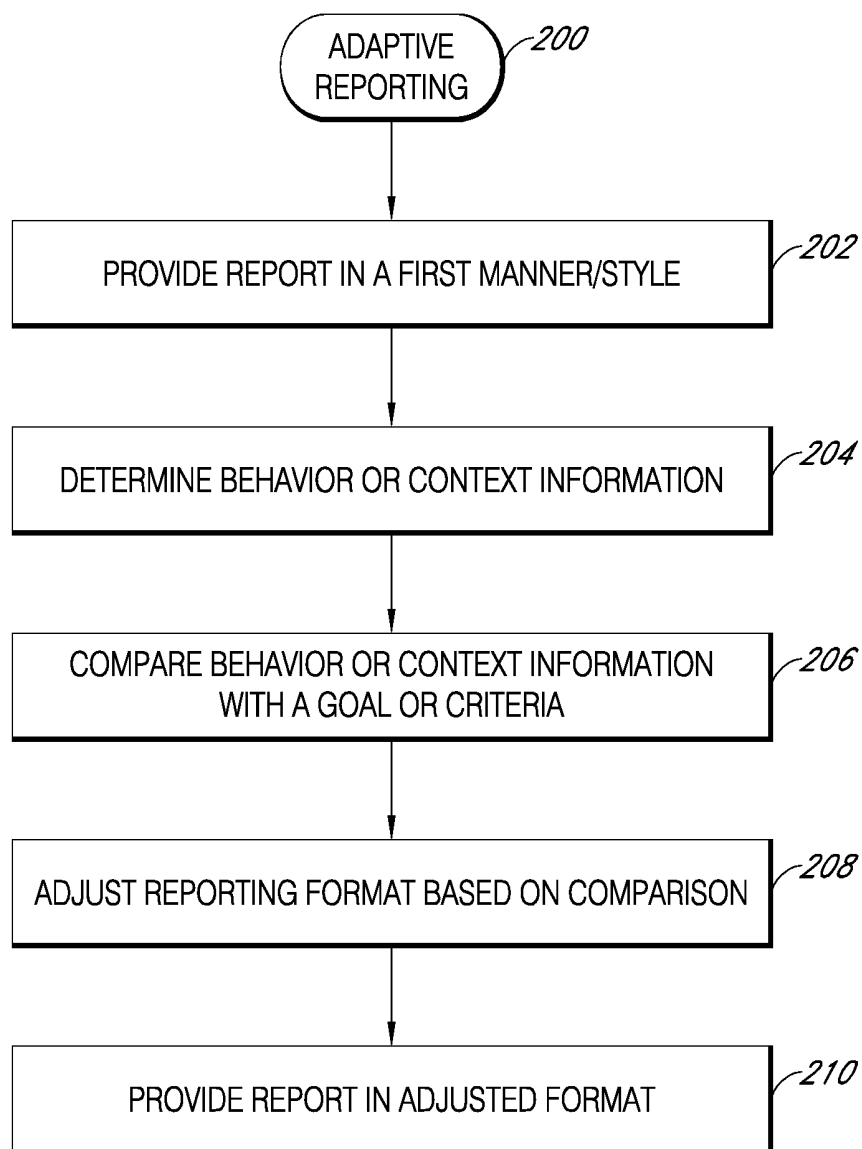 ADAPTIVE
REPORTING
200
PROVIDE REPORT IN A FIRST MANNER/STYLE
202
DETERMINE BEHAVIOR OR CONTEXT INFORMATION
204
COMPARE BEHAVIOR OR CONTEXT INFORMATION
WITH A GOAL OR CRITERIA
206
ADJUST REPORTING FORMAT BASED ON COMPARISON
208
PROVIDE REPORT IN ADJUSTED FORMAT
210